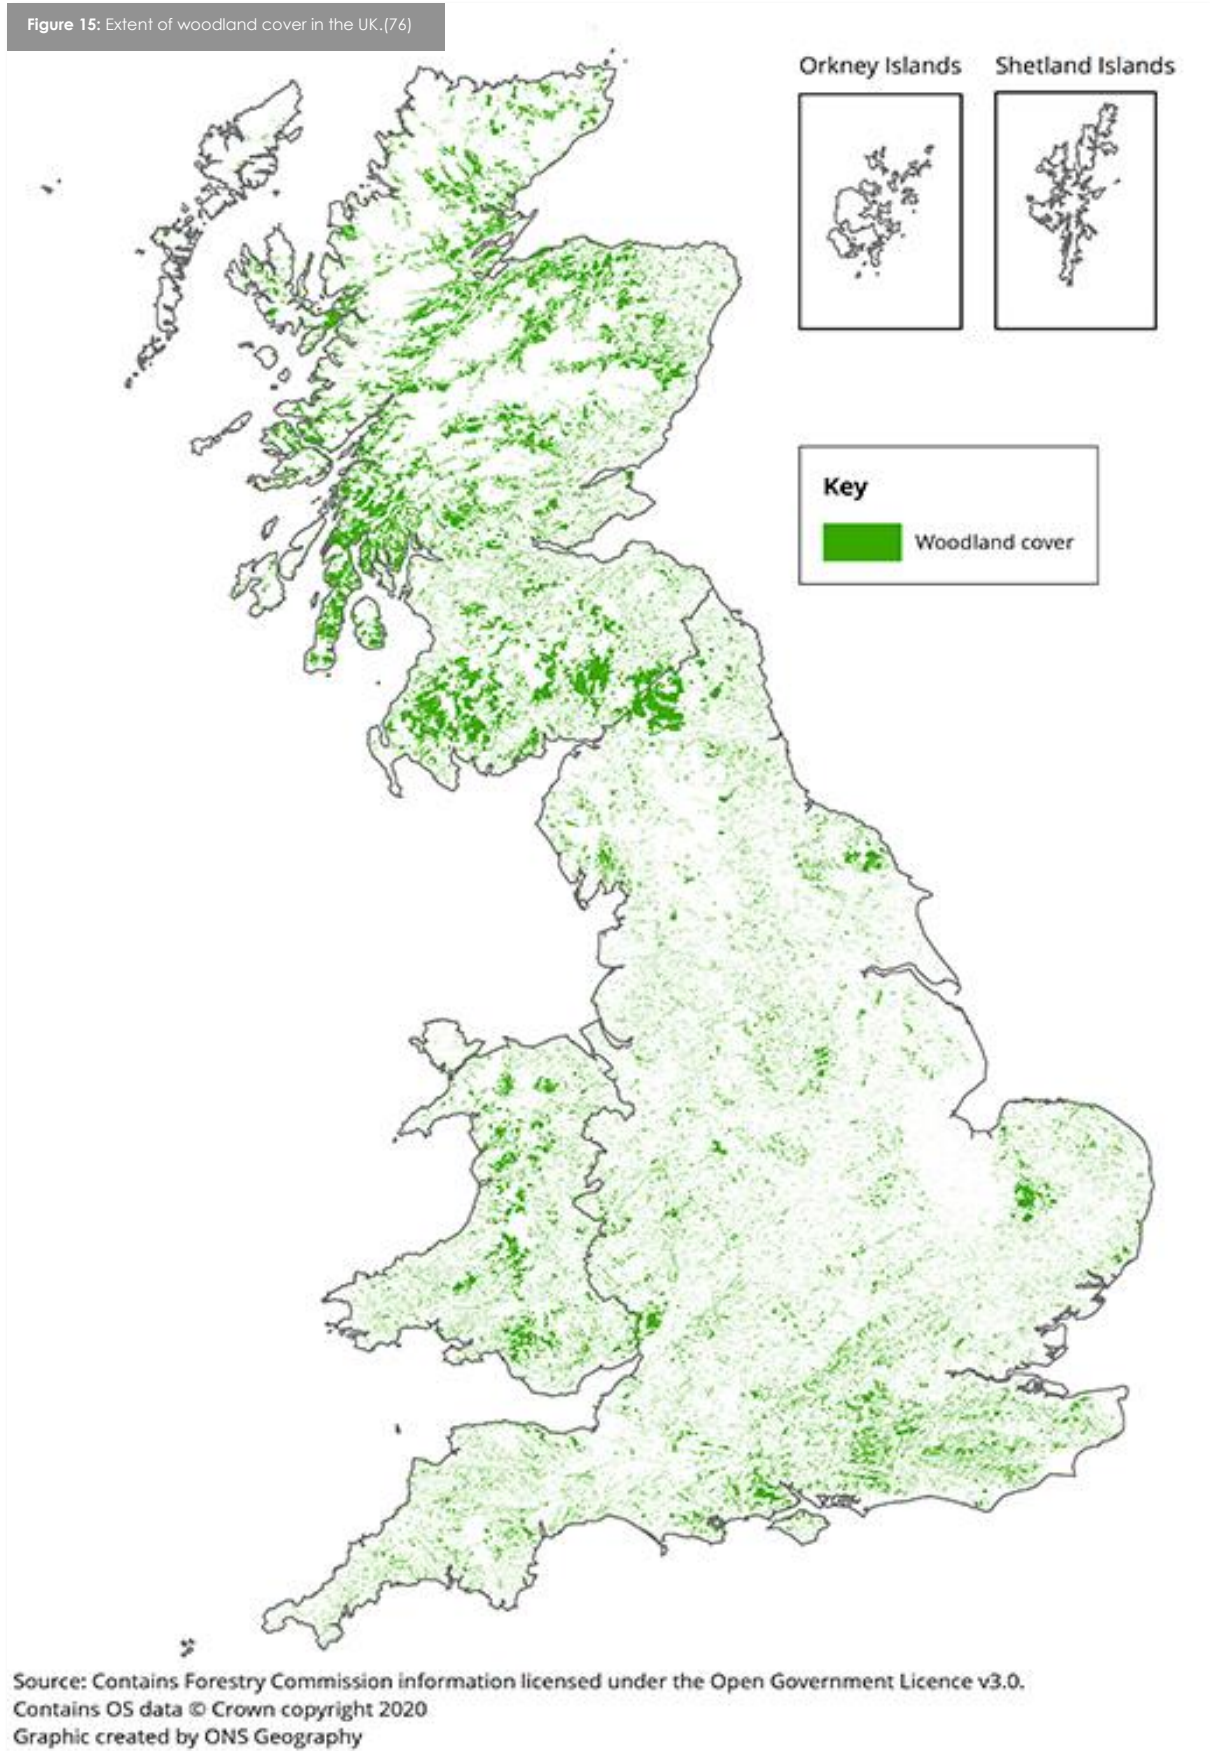 Figure 15: Extent of woodland cover in the UK.(76)
Orkney Islands
Shetland Islands
Key
Woodland cover
Source: Contains Forestry Commission information licensed under the Open Government Licence v3.0.
Contains OS data © Crown copyright 2020
Graphic created by ONS Geography